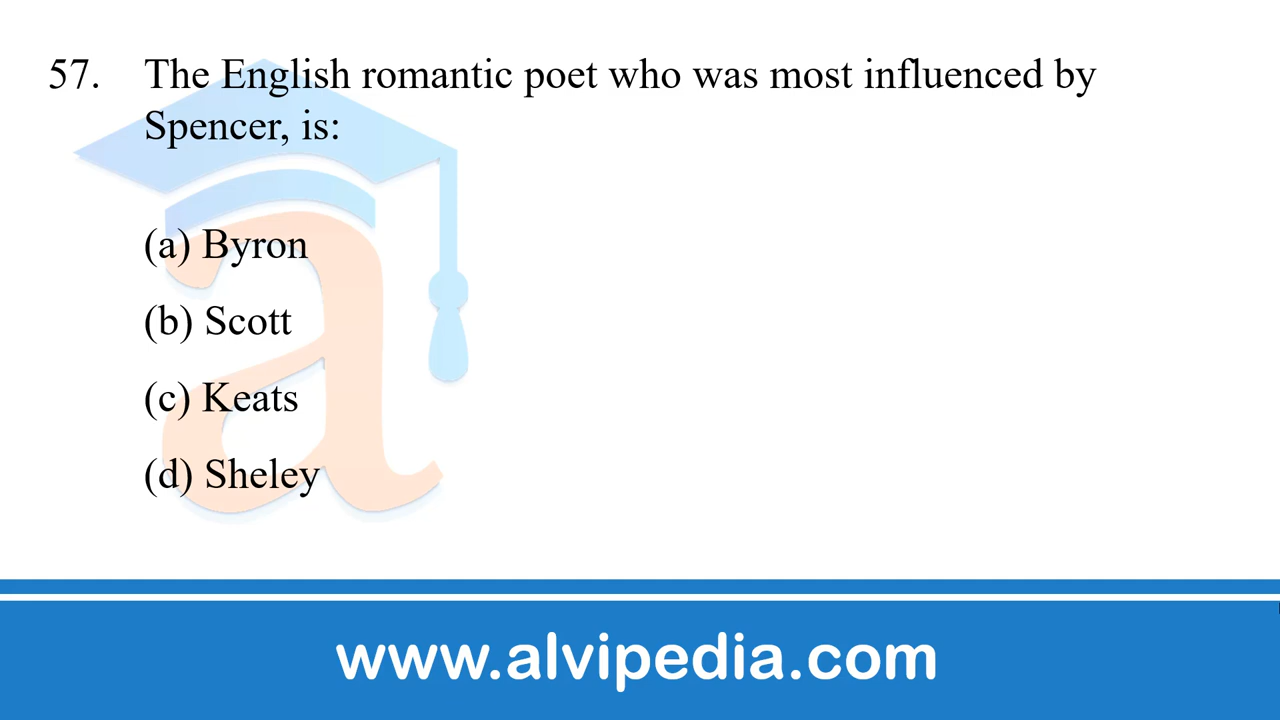 57. The English romantic poet who was most influenced by
Spencer, is:
(a) Byron
(b) Scott
(c) Keats
(d) Sheley
www.alvipedia.com